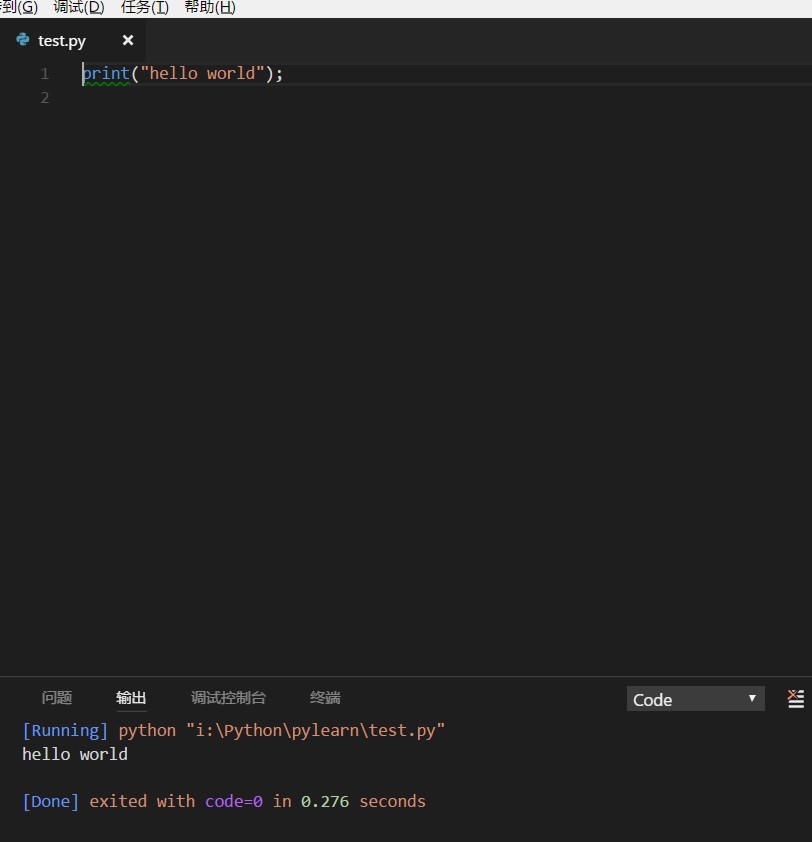 到(G) 调试(D) 任务(T) 帮助(H)
test.py
1 print("hello world");
2
问题 输出 调试控制台 终端 Code
[Running] python "i:\Python\pylearn\test.py"
hello world
[Done] exited with code=0 in 0.276 seconds